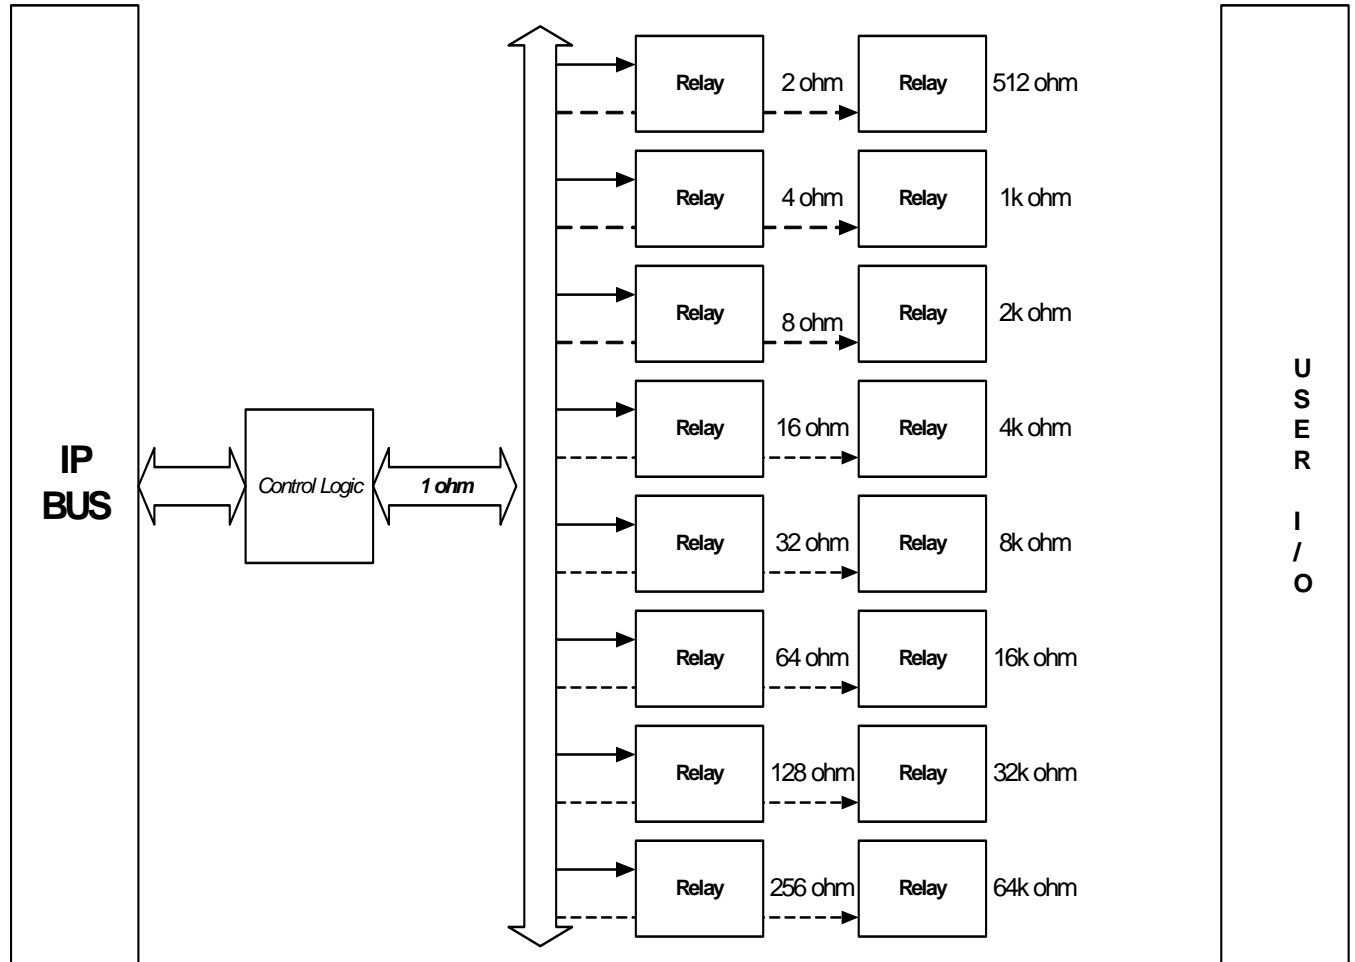 Relay 2 ohm Relay 512 ohm
Relay 4 ohm Relay 1k ohm
Relay 8 ohm Relay 2k ohm
Relay 16 ohm Relay 4k ohm
IP
BUS
Control Logic
1 ohm
Relay 32 ohm Relay 8k ohm
Relay 64 ohm Relay 16k ohm
Relay 128 ohm Relay 32k ohm
Relay 256 ohm Relay 64k ohm
U
S
E
R
I
/
O